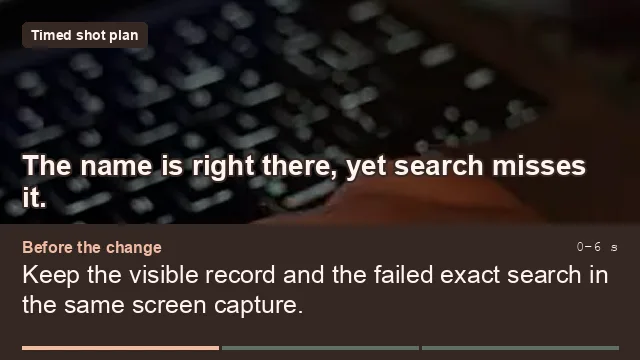 Timed shot plan
The name is right there, yet search misses
it.
Before the change
0–6 s
Keep the visible record and the failed exact search in
the same screen capture.